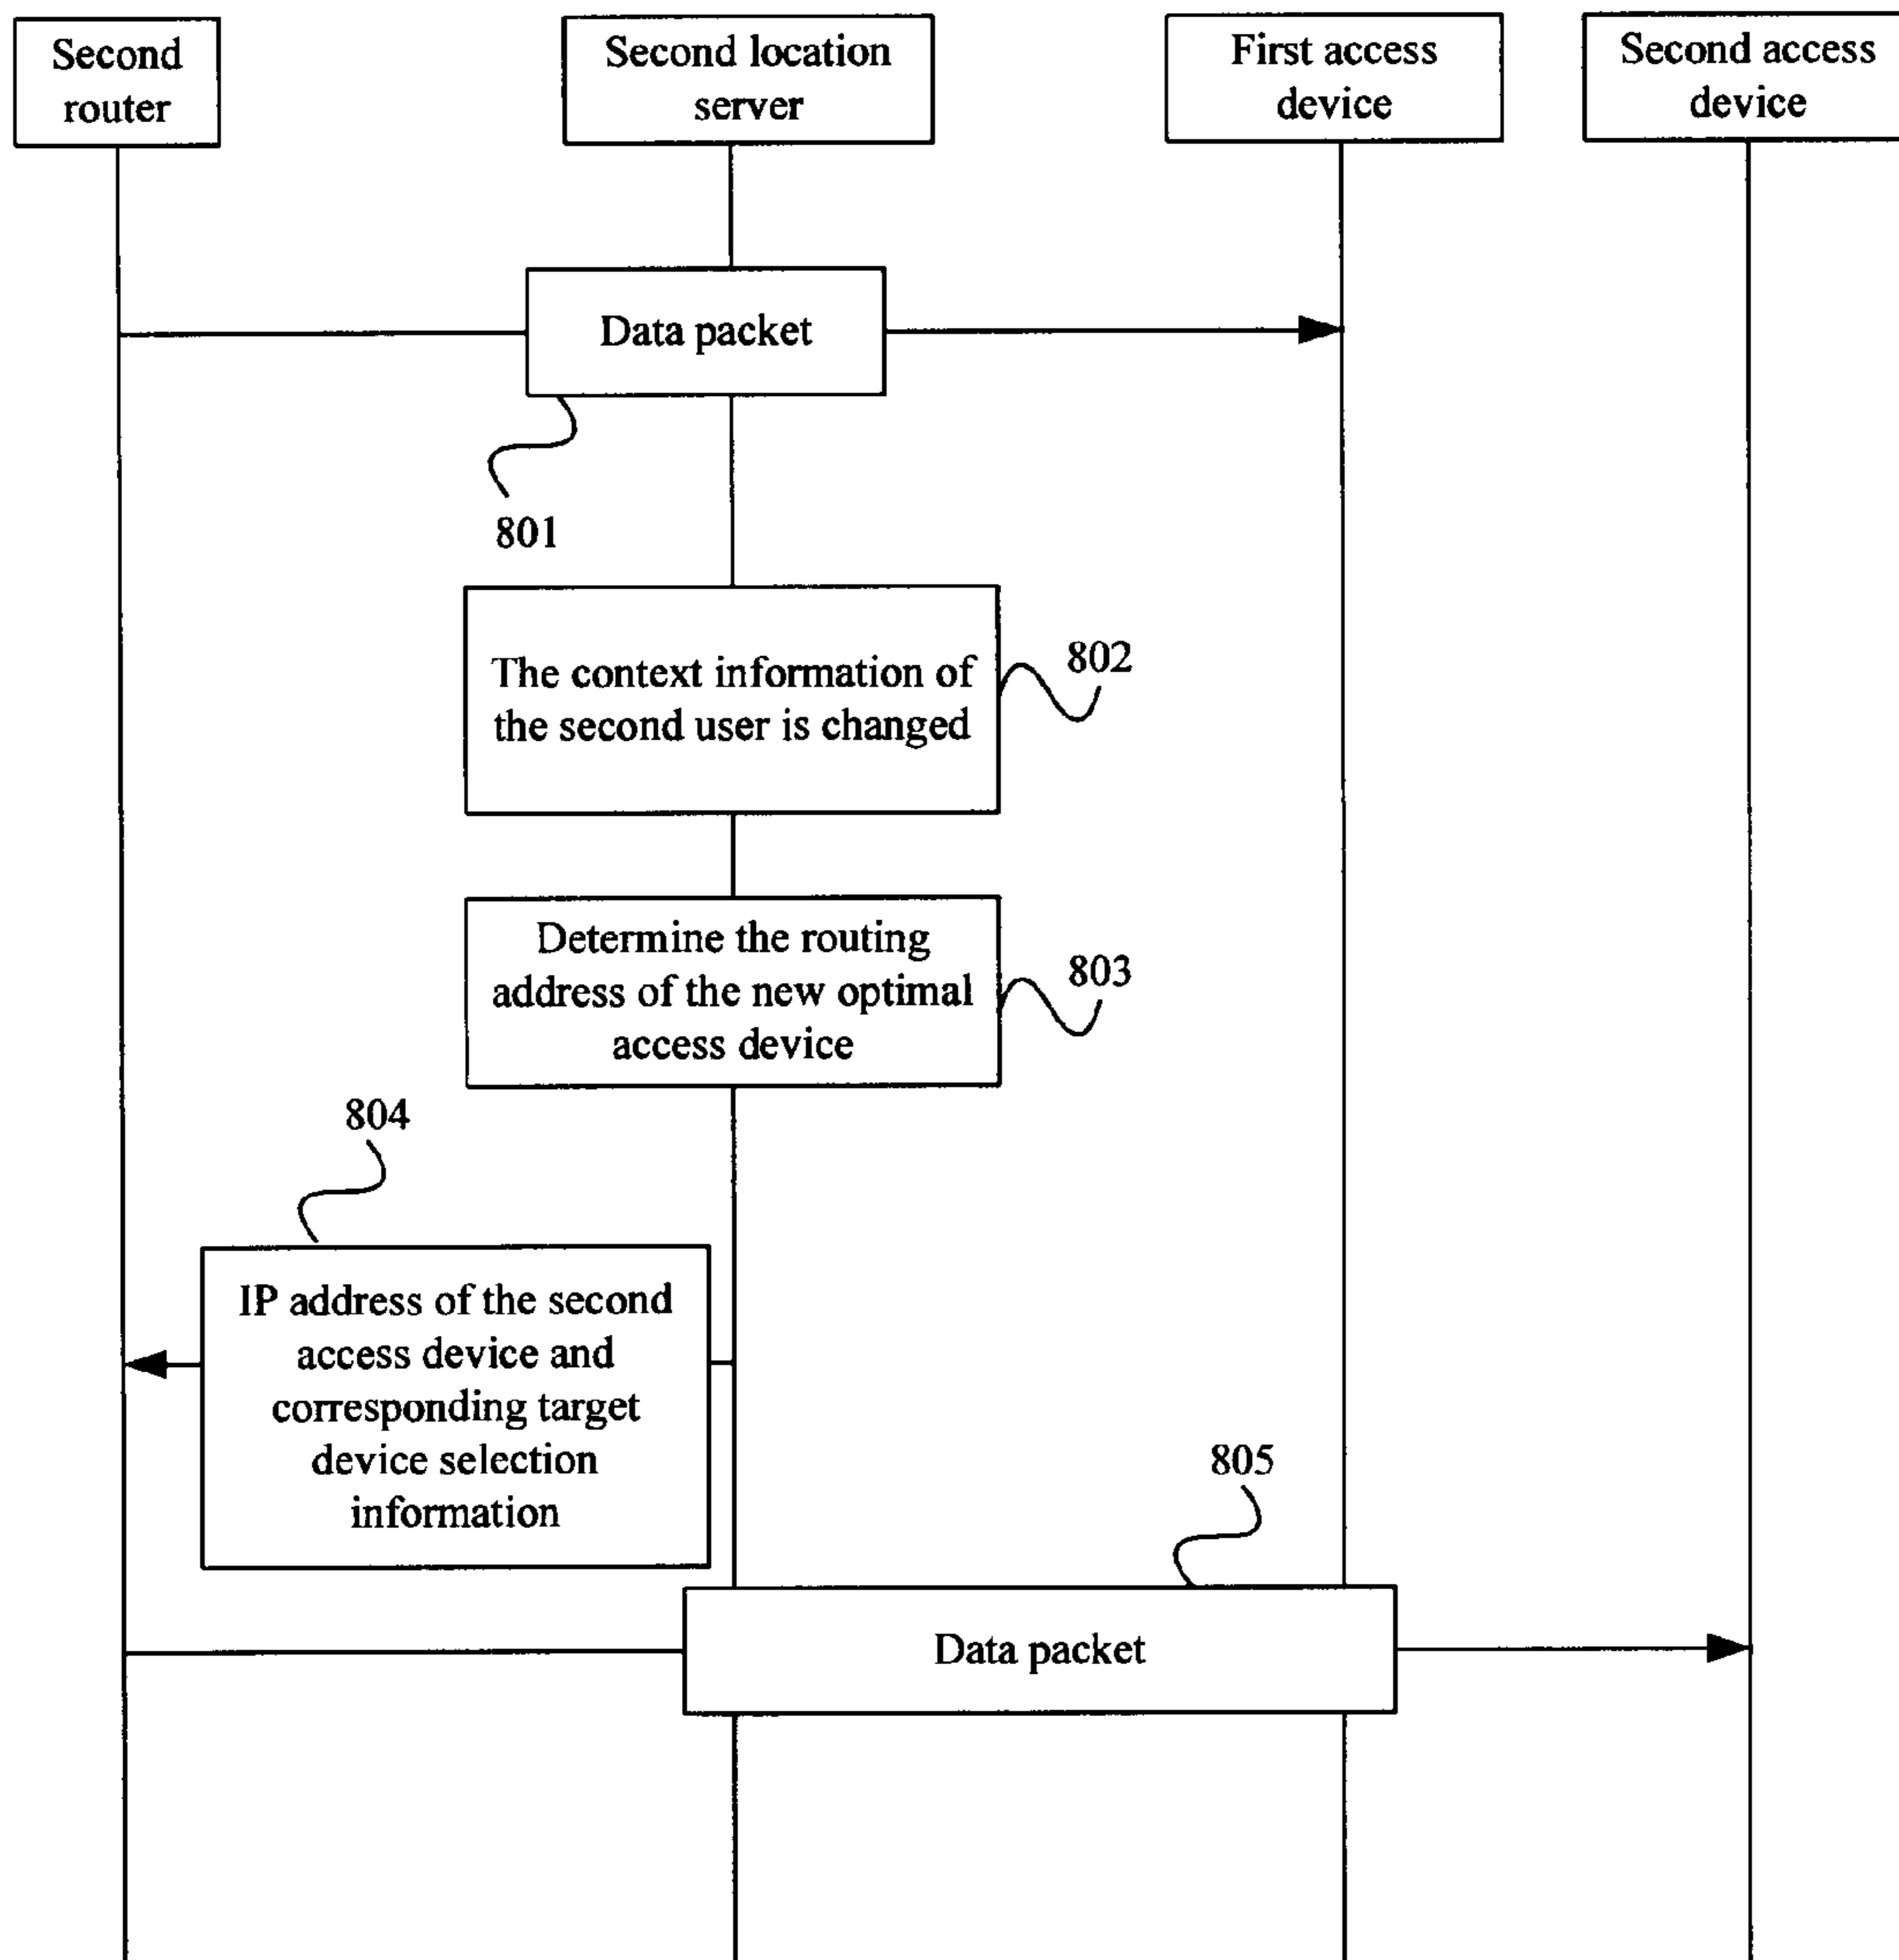 Second
router
Second location
server
First access
device
Second access
device
Data packet
801
The context information of
the second user is changed
802
Determine the routing
address of the new optimal
access device
803
804
IP address of the second
access device and
corresponding target
device selection
information
805
Data packet